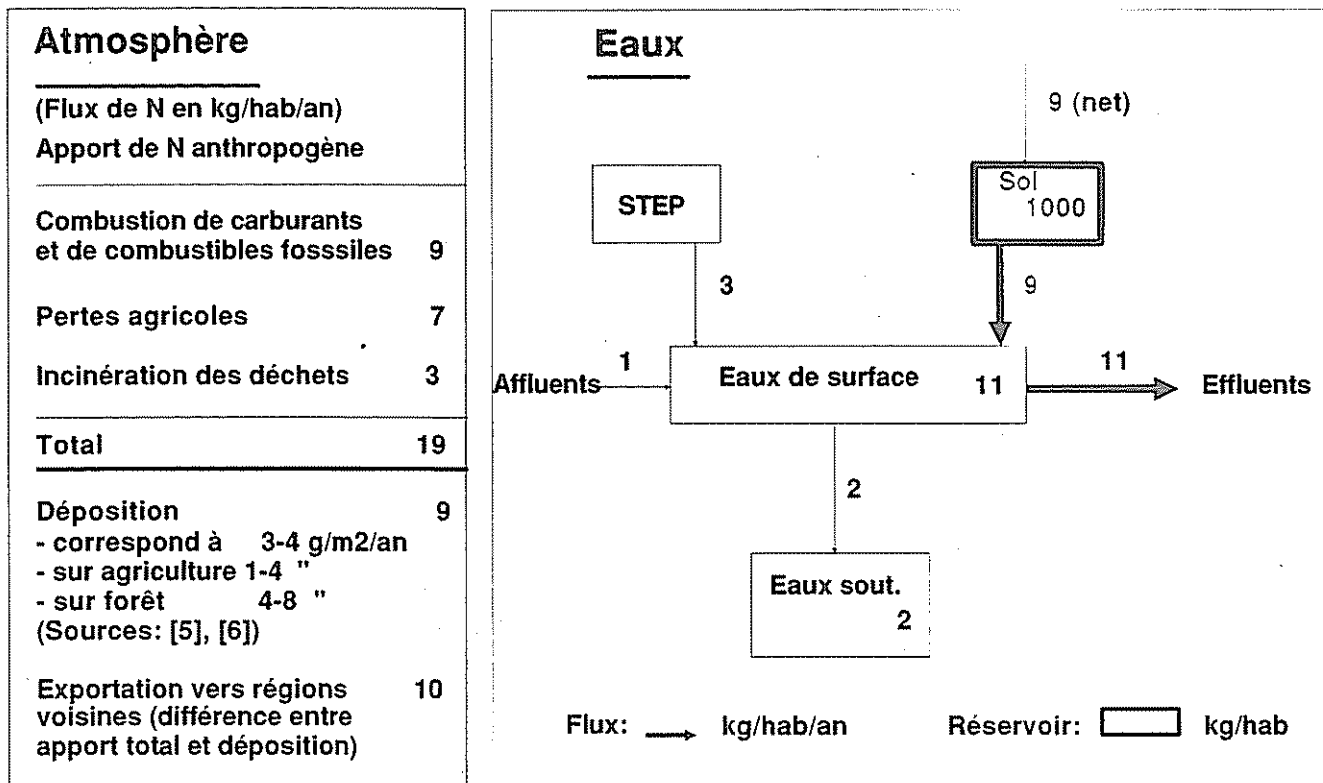 Atmosphère
(Flux de N en kg/hab/an)
Apport de N anthropogène
Combustion de carburants
et de combustibles fosssiles 9
Pertes agricoles 7
Incinération des déchets 3
Total 19
Déposition 9
- correspond à 3-4 g/m2/an
- sur agriculture 1-4 "
- sur forêt 4-8 "
(Sources: [5], [6])
Exportation vers régions 10
voisines (différence entre
apport total et déposition)
Eaux
9 (net)
STEP
Sol
1000
3
9
Affluents
1
Eaux de surface
11
11
Effluents
2
Eaux sout.
2
Flux: kg/hab/an
Réservoir: kg/hab